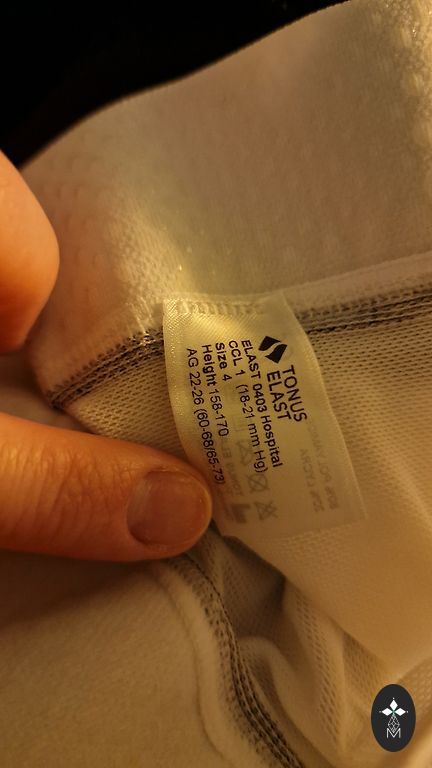 TONUS
ELAST
ELAST 0403 Hospital
CCL 1 (18-21 mm Hg)
Size 4
Height 158-170
AG 22-26 (60-68/65-73)
M